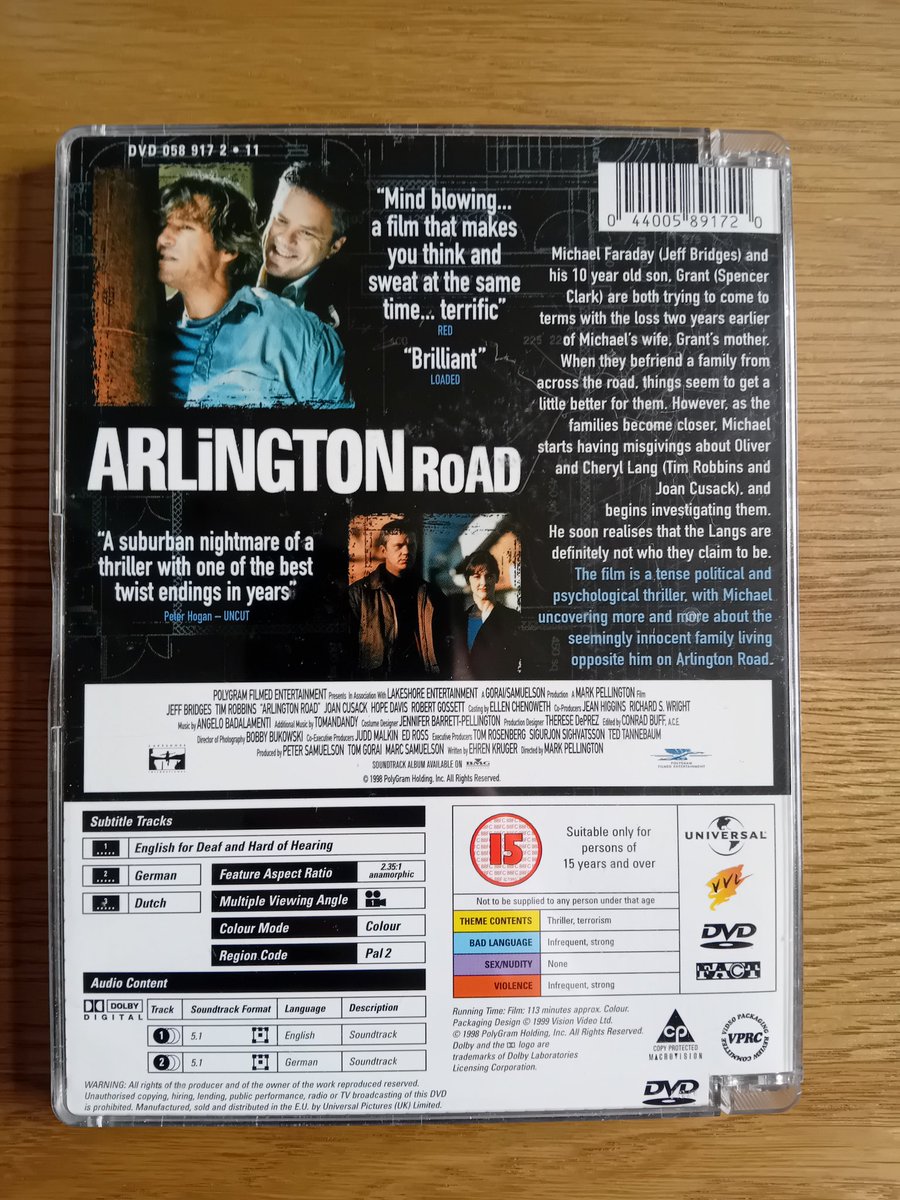 DVD 058 917 2 • 11
0 44005 89172 0
“Mind blowing...
a film that makes
you think and
sweat at the same
time... terrific”
RED
“Brilliant”
LOADED
ARLiNGTON RoAD
“A suburban nightmare of a
thriller with one of the best
twist endings in years”
Peter Hogan – UNCUT
Michael Faraday (Jeff Bridges) and
his 10 year old son, Grant (Spencer
Clark) are both trying to come to
terms with the loss two years earlier
of Michael's wife, Grant's mother.
When they befriend a family from
across the road, things seem to get a
little better for them. However, as the
families become closer, Michael
starts having misgivings about Oliver
and Cheryl Lang (Tim Robbins and
Joan Cusack), and
begins investigating them.
He soon realises that the Langs are
definitely not who they claim to be.
The film is a tense political and
psychological thriller, with Michael
uncovering more and more about the
seemingly innocent family living
opposite him on Arlington Road.
POLYGRAM FILMED ENTERTAINMENT Presents In Association With LAKESHORE ENTERTAINMENT A GORAI/SAMUELSON Production A MARK PELLINGTON Film
JEFF BRIDGES TIM ROBBINS "ARLINGTON ROAD" JOAN CUSACK HOPE DAVIS ROBERT GOSSETT Casting by ELLEN CHENOWETH Co-Producers JEAN HIGGINS RICHARD S. WRIGHT
Music by ANGELO BADALAMENTI Additional Music by TOMANDANDY Costume Designer JENNIFER BARRETT-PELLINGTON Production Designer THERESE DePREZ Edited by CONRAD BUFF, A.C.E.
Director of Photography BOBBY BUKOWSKI Co-Executive Producers JUDD MALKIN ED ROSS Executive Producers TOM ROSENBERG SIGURJON SIGHVATSSON TED TANNEBAUM
Produced by PETER SAMUELSON TOM GORAI MARC SAMUELSON Written by EHREN KRUGER Directed by MARK PELLINGTON
SOUNDTRACK ALBUM AVAILABLE ON BMG
© 1998 PolyGram Holding, Inc. All Rights Reserved.
LAKESHORE
INTERNATIONAL
POLYGRAM
FILMED ENTERTAINMENT
Subtitle Tracks
1 English for Deaf and Hard of Hearing
2 German
3 Dutch
Feature Aspect Ratio 2.35:1 anamorphic
Multiple Viewing Angle 1
Colour Mode Colour
Region Code Pal 2
Audio Content
DOLBY
DIGITAL
Track Soundtrack Format Language Description
1 5.1 English Soundtrack
2 5.1 German Soundtrack
WARNING: All rights of the producer and of the owner of the work reproduced reserved.
Unauthorised copying, hiring, lending, public performance, radio or TV broadcasting of this DVD
is prohibited. Manufactured, sold and distributed in the E.U. by Universal Pictures (UK) Limited.
15
Suitable only for
persons of
15 years and over
Not to be supplied to any person under that age
THEME CONTENTS Thriller, terrorism
BAD LANGUAGE Infrequent, strong
SEX/NUDITY None
VIOLENCE Infrequent, strong
UNIVERSAL
VVL
DVD
FACT
Running Time: Film: 113 minutes approx. Colour.
Packaging Design © 1999 Vision Video Ltd.
© 1998 PolyGram Holding, Inc. All Rights Reserved.
Dolby and the DD logo are
trademarks of Dolby Laboratories
Licensing Corporation.
CP
COPY PROTECTED
MACROVISION
VIDEO PACKAGING REVIEW COMMITTEE
VPRC
DVD